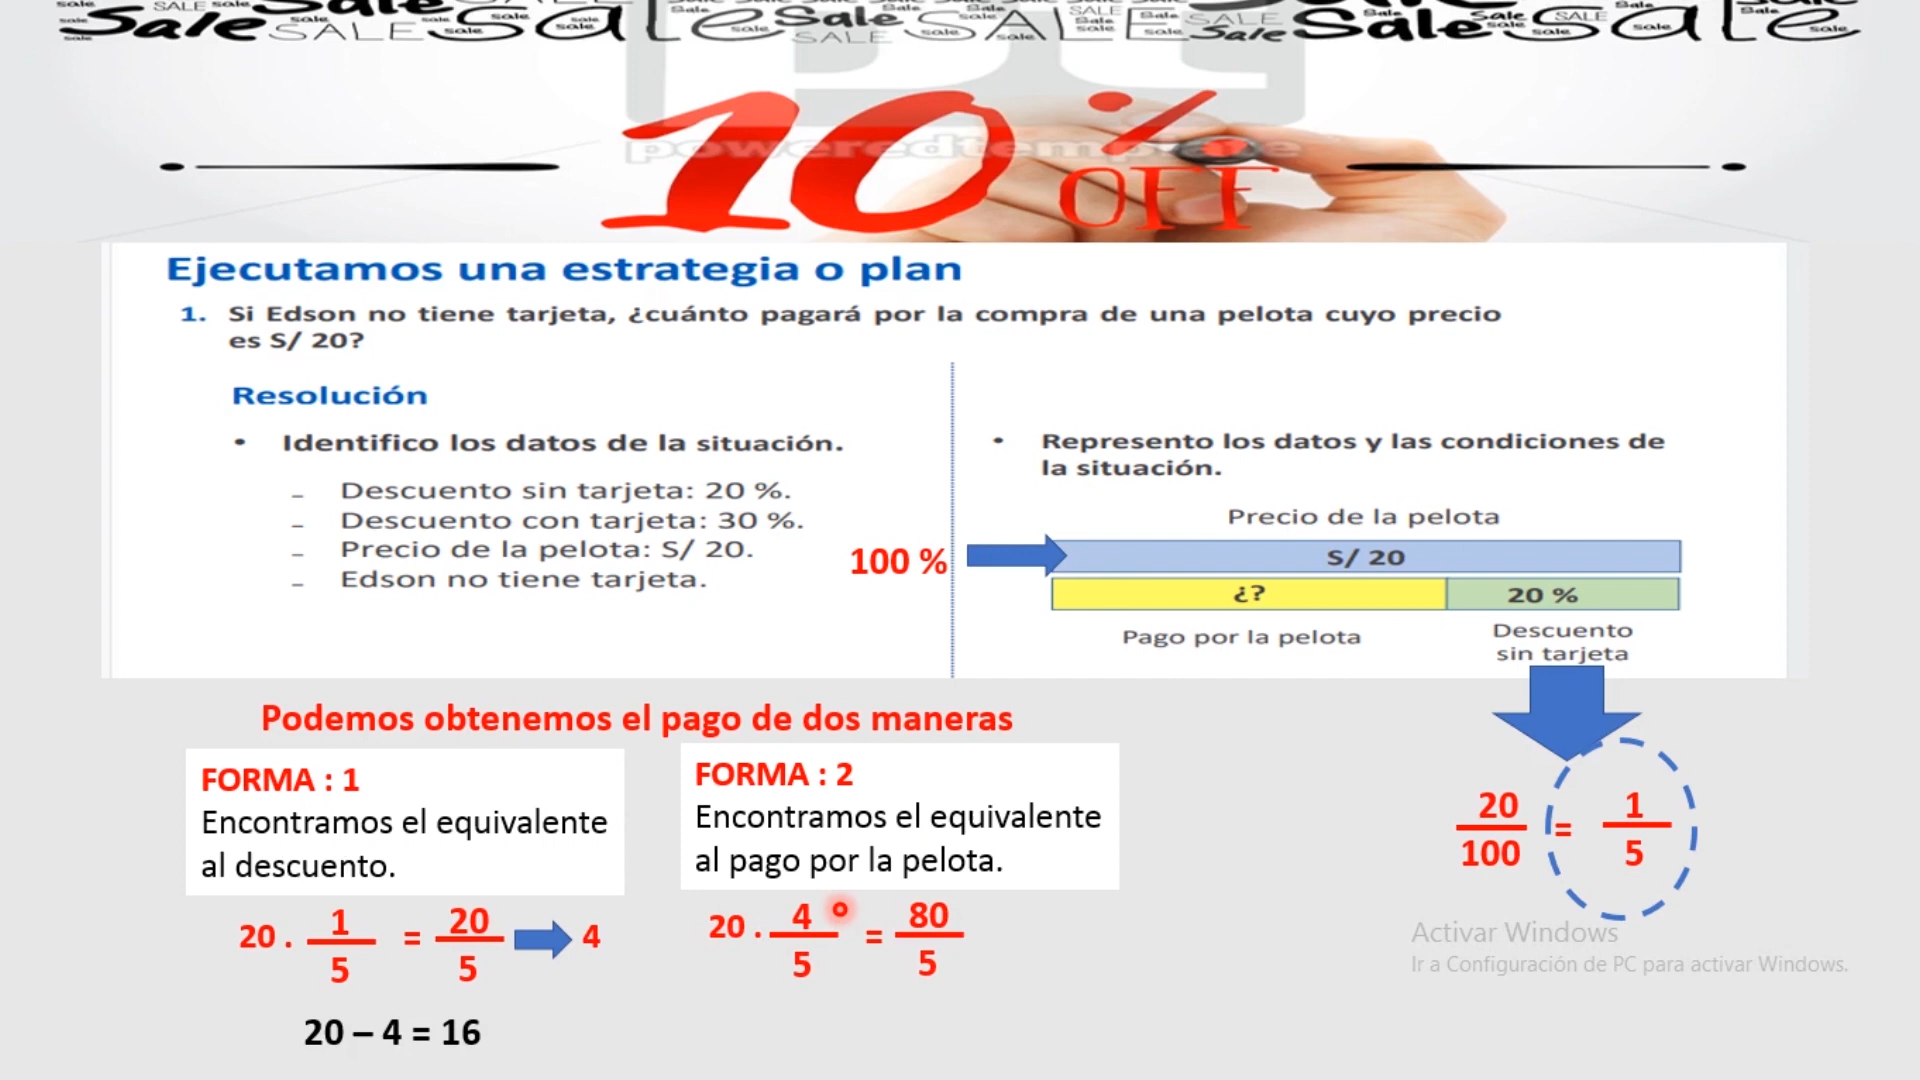 Sale SALE Sale Sale SALE Sale Sale Sale
10 % OFF
poweredtemplate
Ejecutamos una estrategia o plan
1. Si Edson no tiene tarjeta, ¿cuánto pagará por la compra de una pelota cuyo precio
es S/ 20?
Resolución
• Identifico los datos de la situación.
– Descuento sin tarjeta: 20 %.
– Descuento con tarjeta: 30 %.
– Precio de la pelota: S/ 20.
– Edson no tiene tarjeta.
• Represento los datos y las condiciones de
la situación.
Precio de la pelota
100 %
S/ 20
¿?
20 %
Pago por la pelota
Descuento
sin tarjeta
20/100 = 1/5
Podemos obtenemos el pago de dos maneras
FORMA : 1
Encontramos el equivalente
al descuento.
20 . 1/5 = 20/5 4
20 – 4 = 16
FORMA : 2
Encontramos el equivalente
al pago por la pelota.
20 . 4/5 = 80/5
Activar Windows
Ir a Configuración de PC para activar Windows.